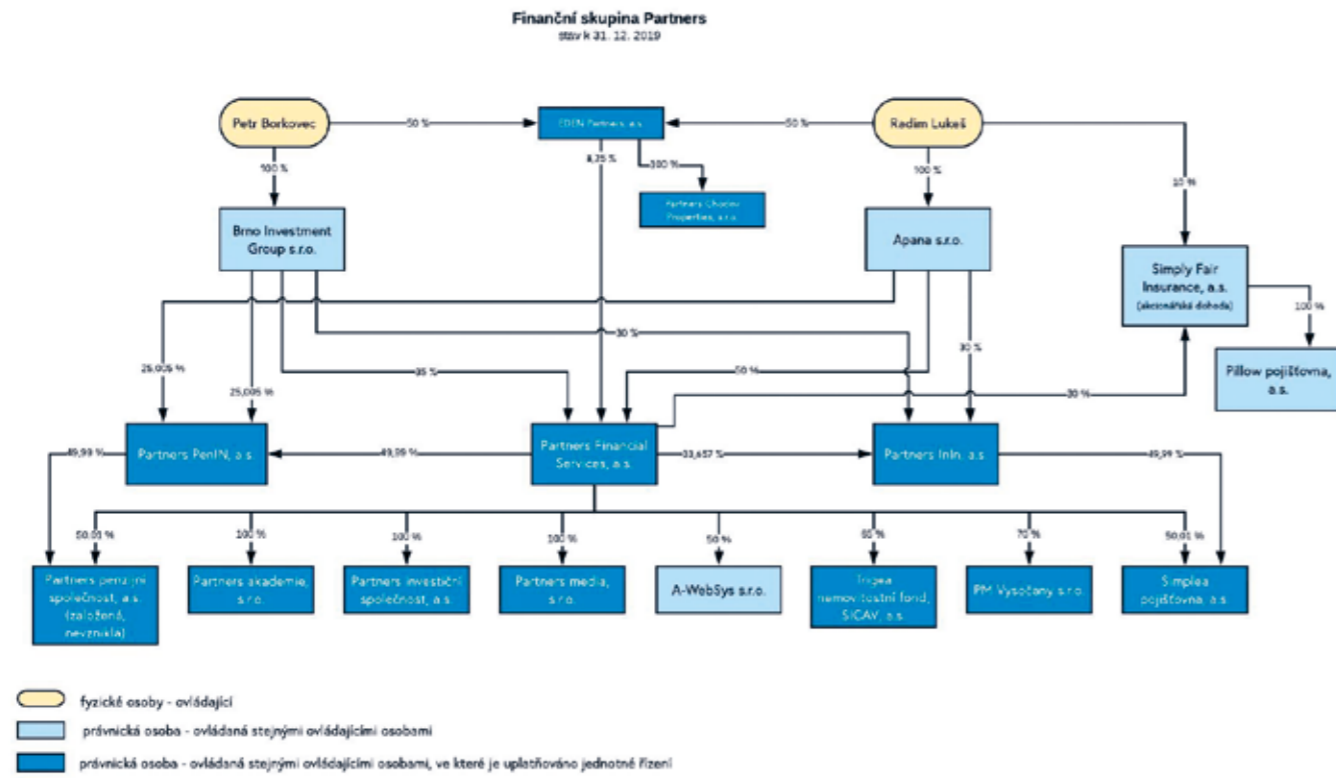 Finanční skupina Partners
stav k 31. 12. 2019
Petr Borkovec
50 %
EDEN Partners, a.s.
50 %
Radim Lukeš
100 %
8,25 %
100 %
100 %
10 %
Partners Chodov
Properties, s.r.o.
Brno Investment
Group s.r.o.
Apana s.r.o.
Simply Fair
Insurance, a.s.
(akcionářská dohoda)
100 %
30 %
30 %
Pillow pojišťovna,
a.s.
25,005 %
25,005 %
50 %
Partners PenIN, a.s.
Partners Financial
Services, a.s.
Partners InIn, a.s
49,99 %
49,99 %
49,99 %
50,01 %
100 %
100 %
100 %
50 %
70 %
50,01 %
Partners penzijní
společnost, a.s.
(založená,
nevznikla)
Partners akademie,
s.r.o.
Partners investiční
společnost, a.s.
Partners media,
s.r.o.
A-WebSys s.r.o.
Trigea
nemovitostní fond,
SICAV, a.s.
PM Vysočany s.r.o.
Simplea
pojišťovna, a.s.
fyzické osoby - ovládající
právnická osoba - ovládaná stejnými ovládajícími osobami
právnická osoba - ovládaná stejnými ovládajícími osobami, ve které je uplatňováno jednotné řízení